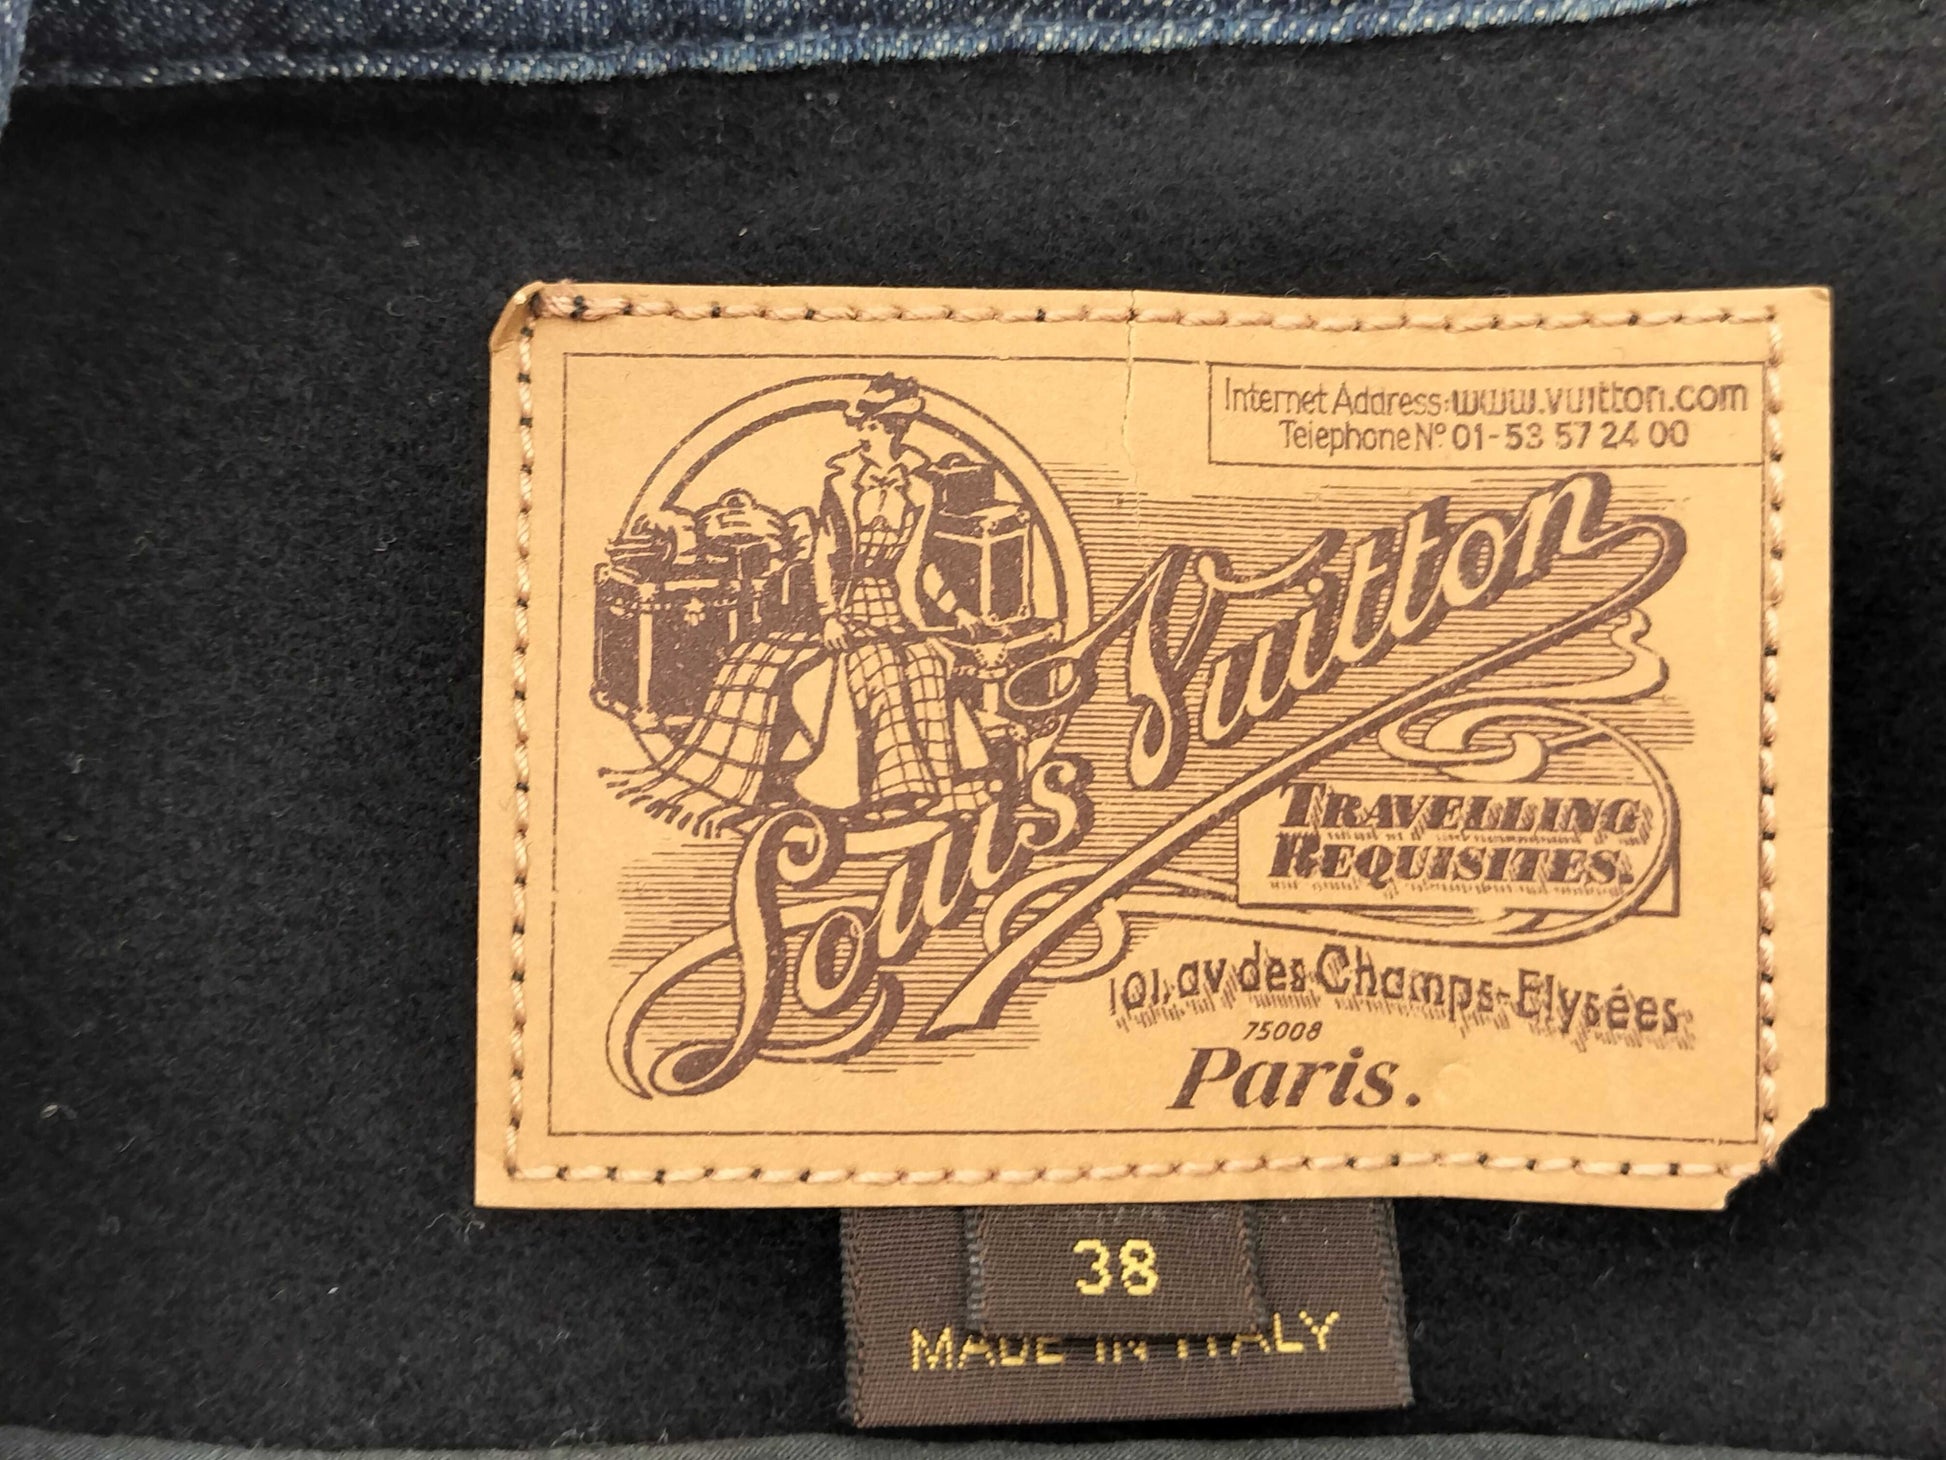 Internet Address: www.vuitton.com
Telephone Nº 01-53 57 24 00
Louis Vuitton
TRAVELLING
REQUISITES.
101, av des Champs-Elysées
75008
Paris.
38
MADE IN ITALY